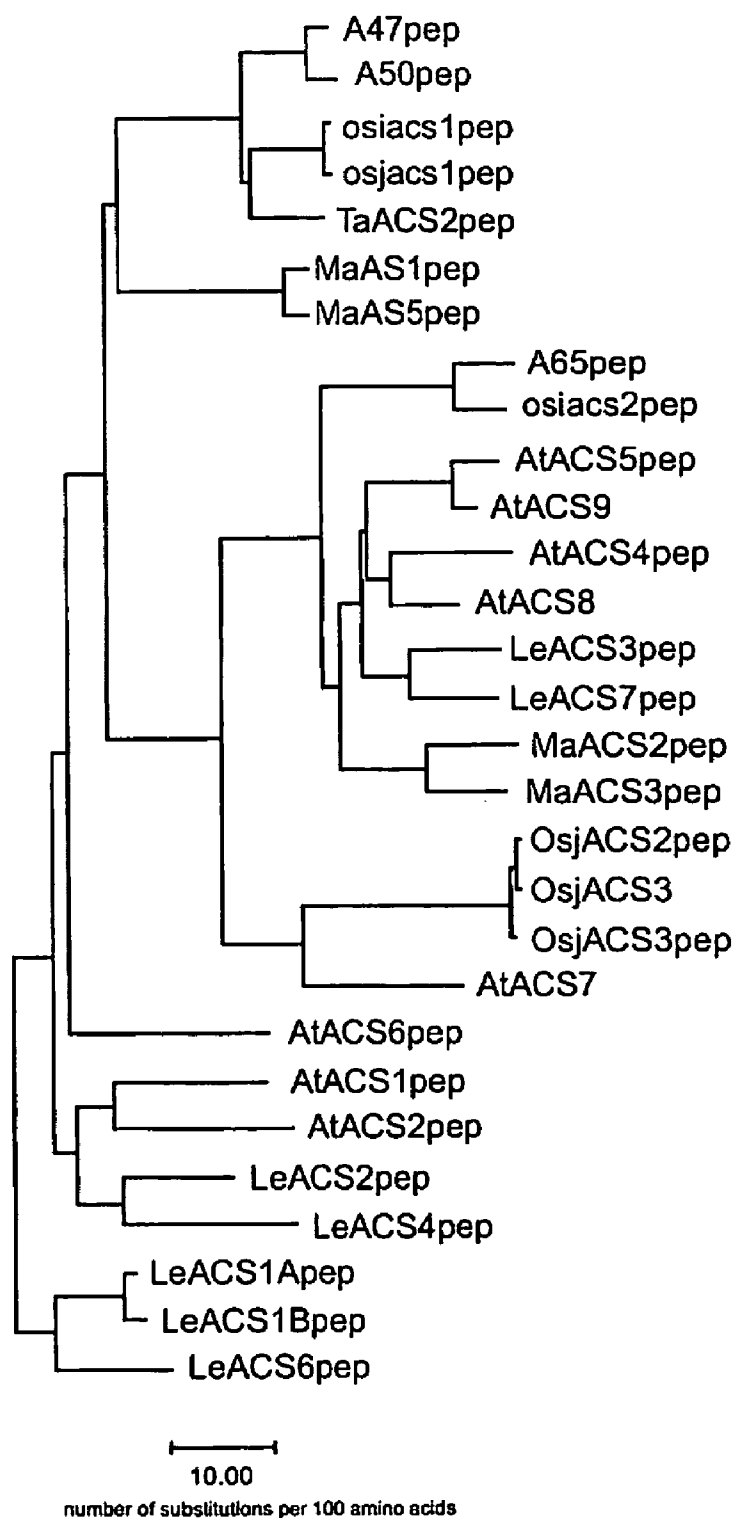 A47pep
A50pep
osiacs1pep
osjacs1pep
TaACS2pep
MaAS1pep
MaAS5pep
A65pep
osiacs2pep
AtACS5pep
AtACS9
AtACS4pep
AtACS8
LeACS3pep
LeACS7pep
MaACS2pep
MaACS3pep
OsjACS2pep
OsjACS3
OsjACS3pep
AtACS7
AtACS6pep
AtACS1pep
AtACS2pep
LeACS2pep
LeACS4pep
LeACS1Apep
LeACS1Bpep
LeACS6pep
10.00
number of substitutions per 100 amino acids